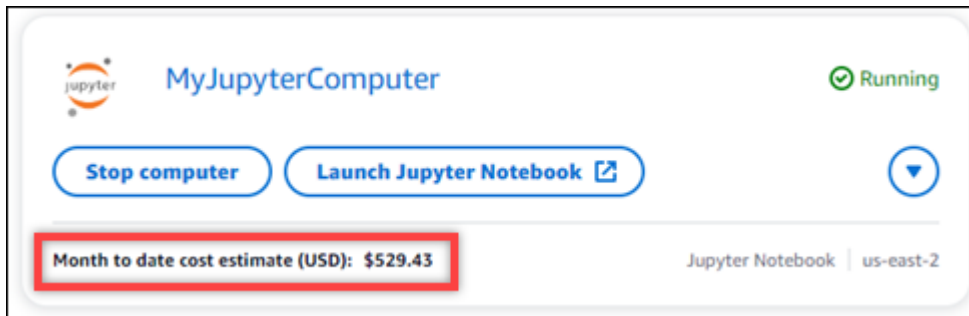 jupyter
MyJupyterComputer
Running
Stop computer
Launch Jupyter Notebook
Month to date cost estimate (USD): $529.43
Jupyter Notebook | us-east-2